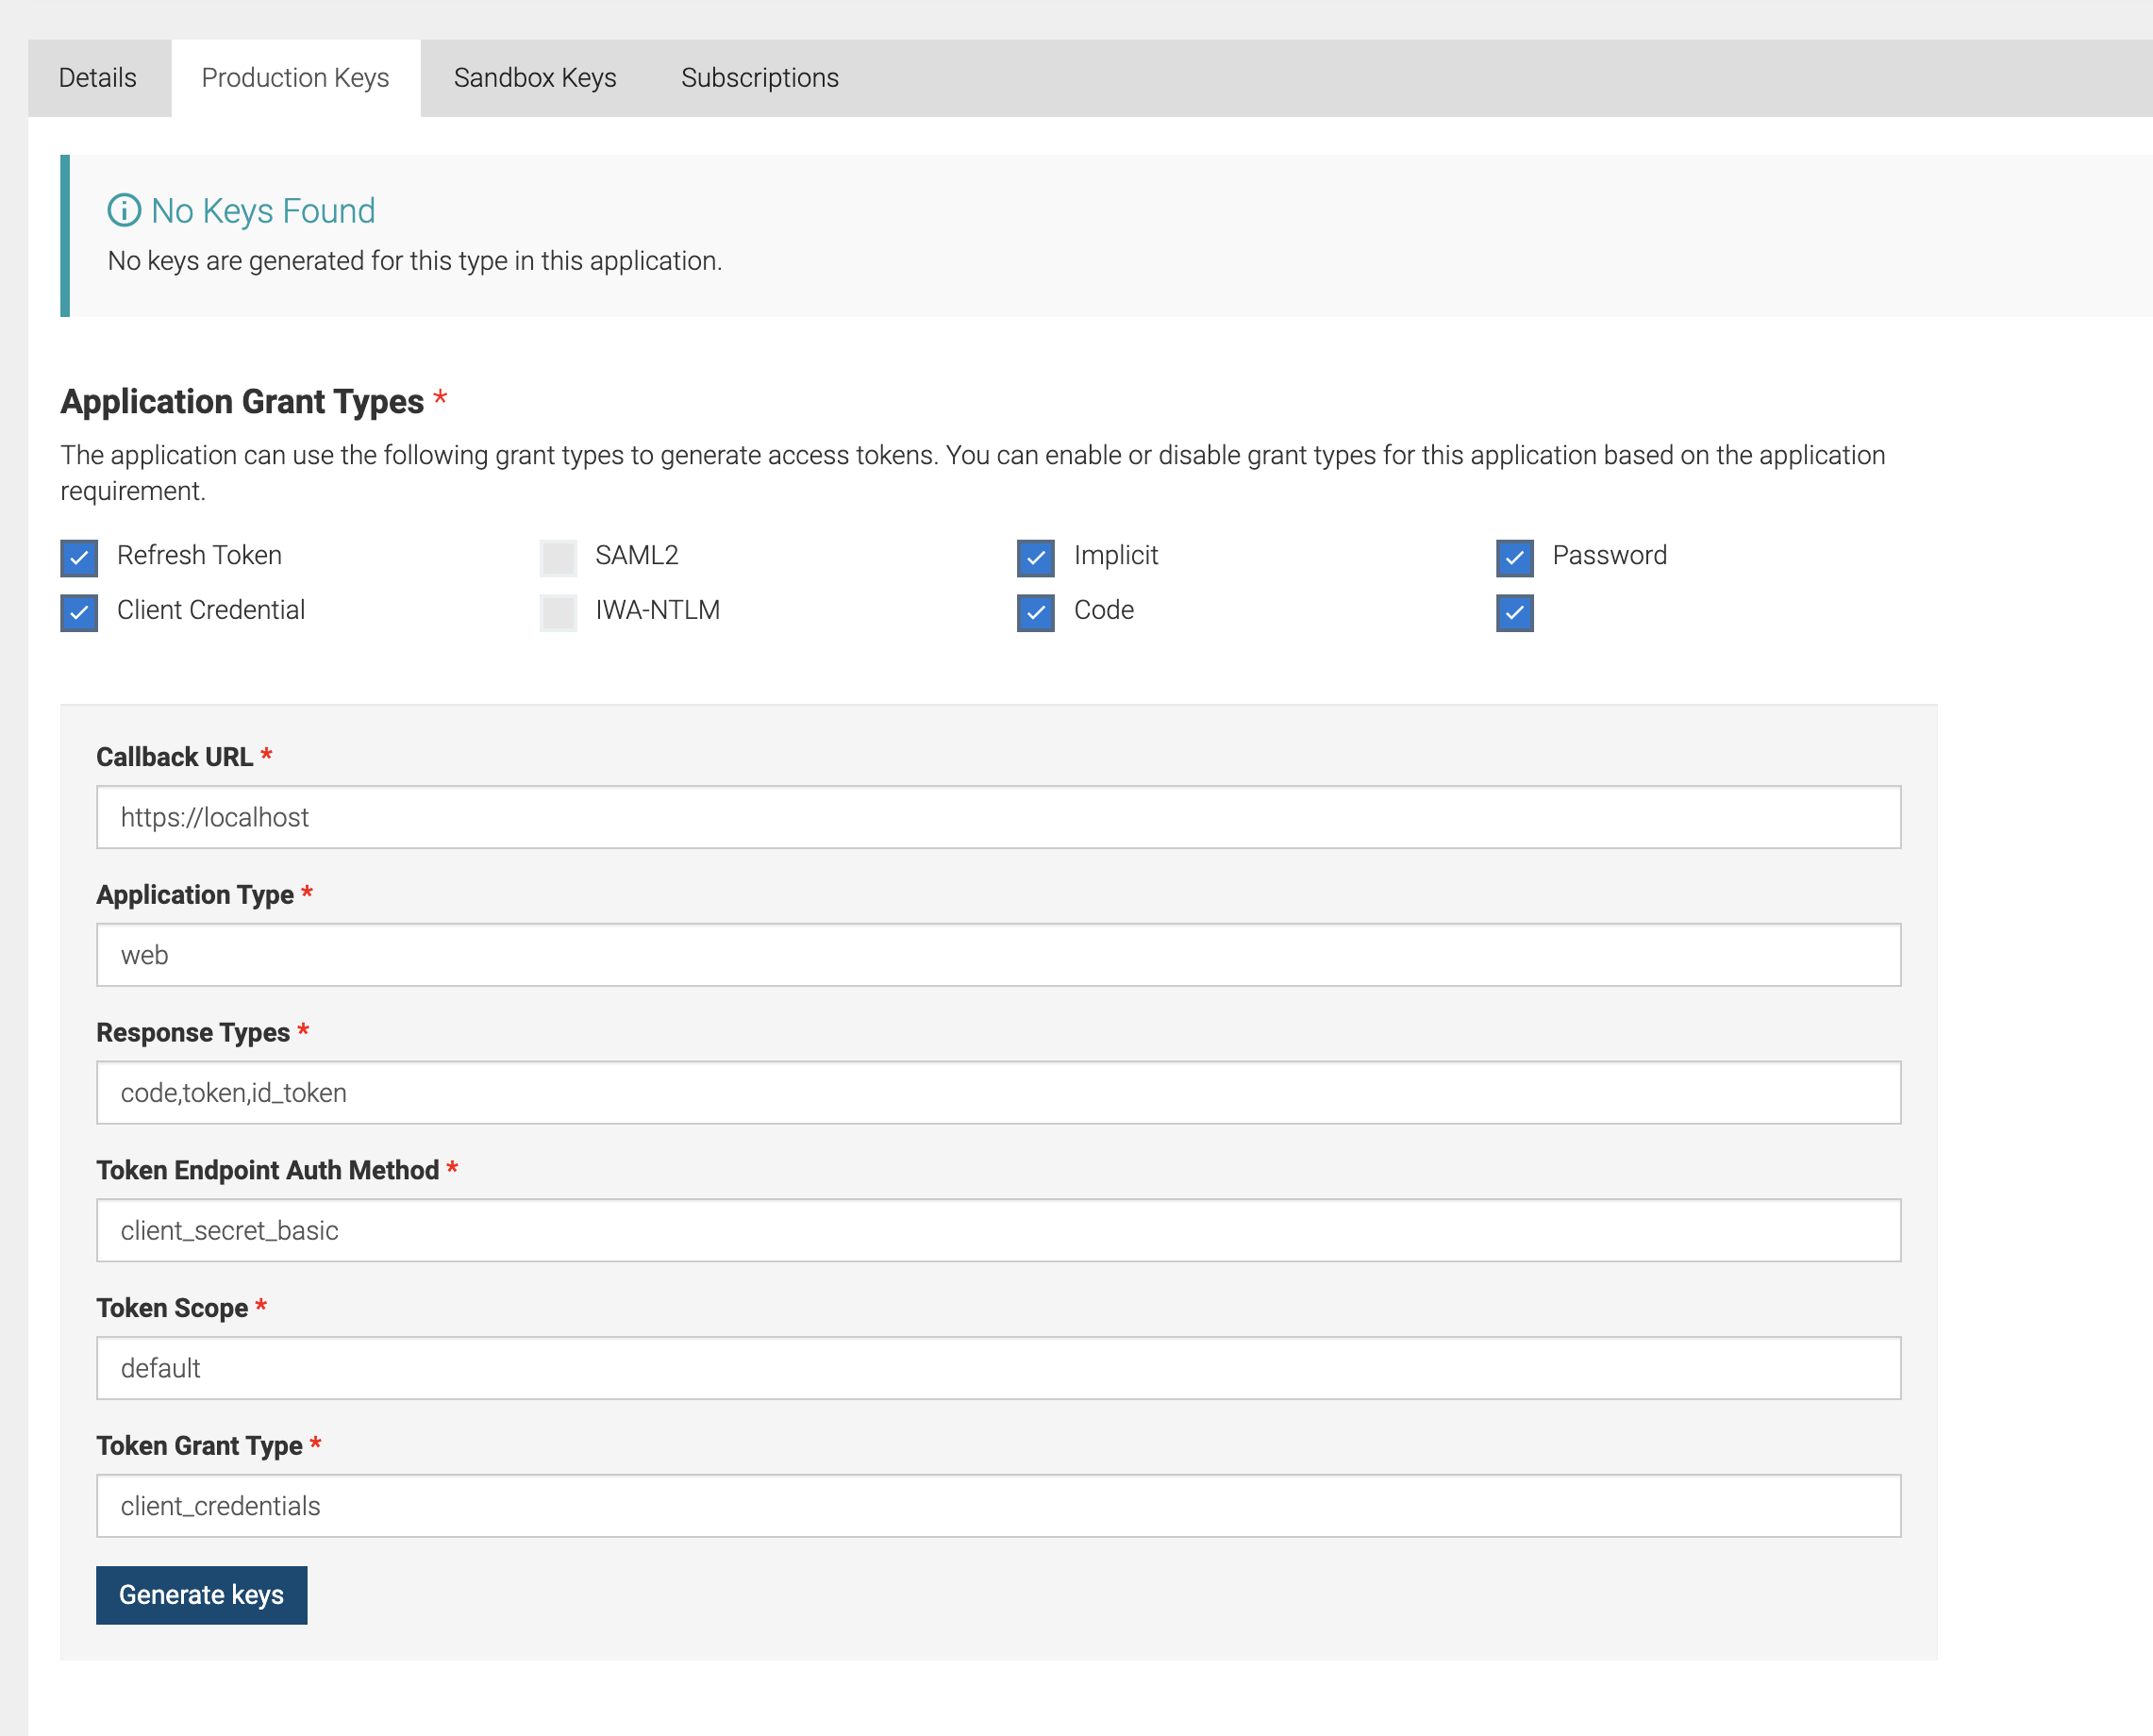 Details
Production Keys
Sandbox Keys
Subscriptions
No Keys Found
No keys are generated for this type in this application.
Application Grant Types *
The application can use the following grant types to generate access tokens. You can enable or disable grant types for this application based on the application
requirement.
Refresh Token
SAML2
Implicit
Password
Client Credential
IWA-NTLM
Code
Callback URL *
https://localhost
Application Type *
web
Response Types *
code,token,id_token
Token Endpoint Auth Method *
client_secret_basic
Token Scope *
default
Token Grant Type *
client_credentials
Generate keys